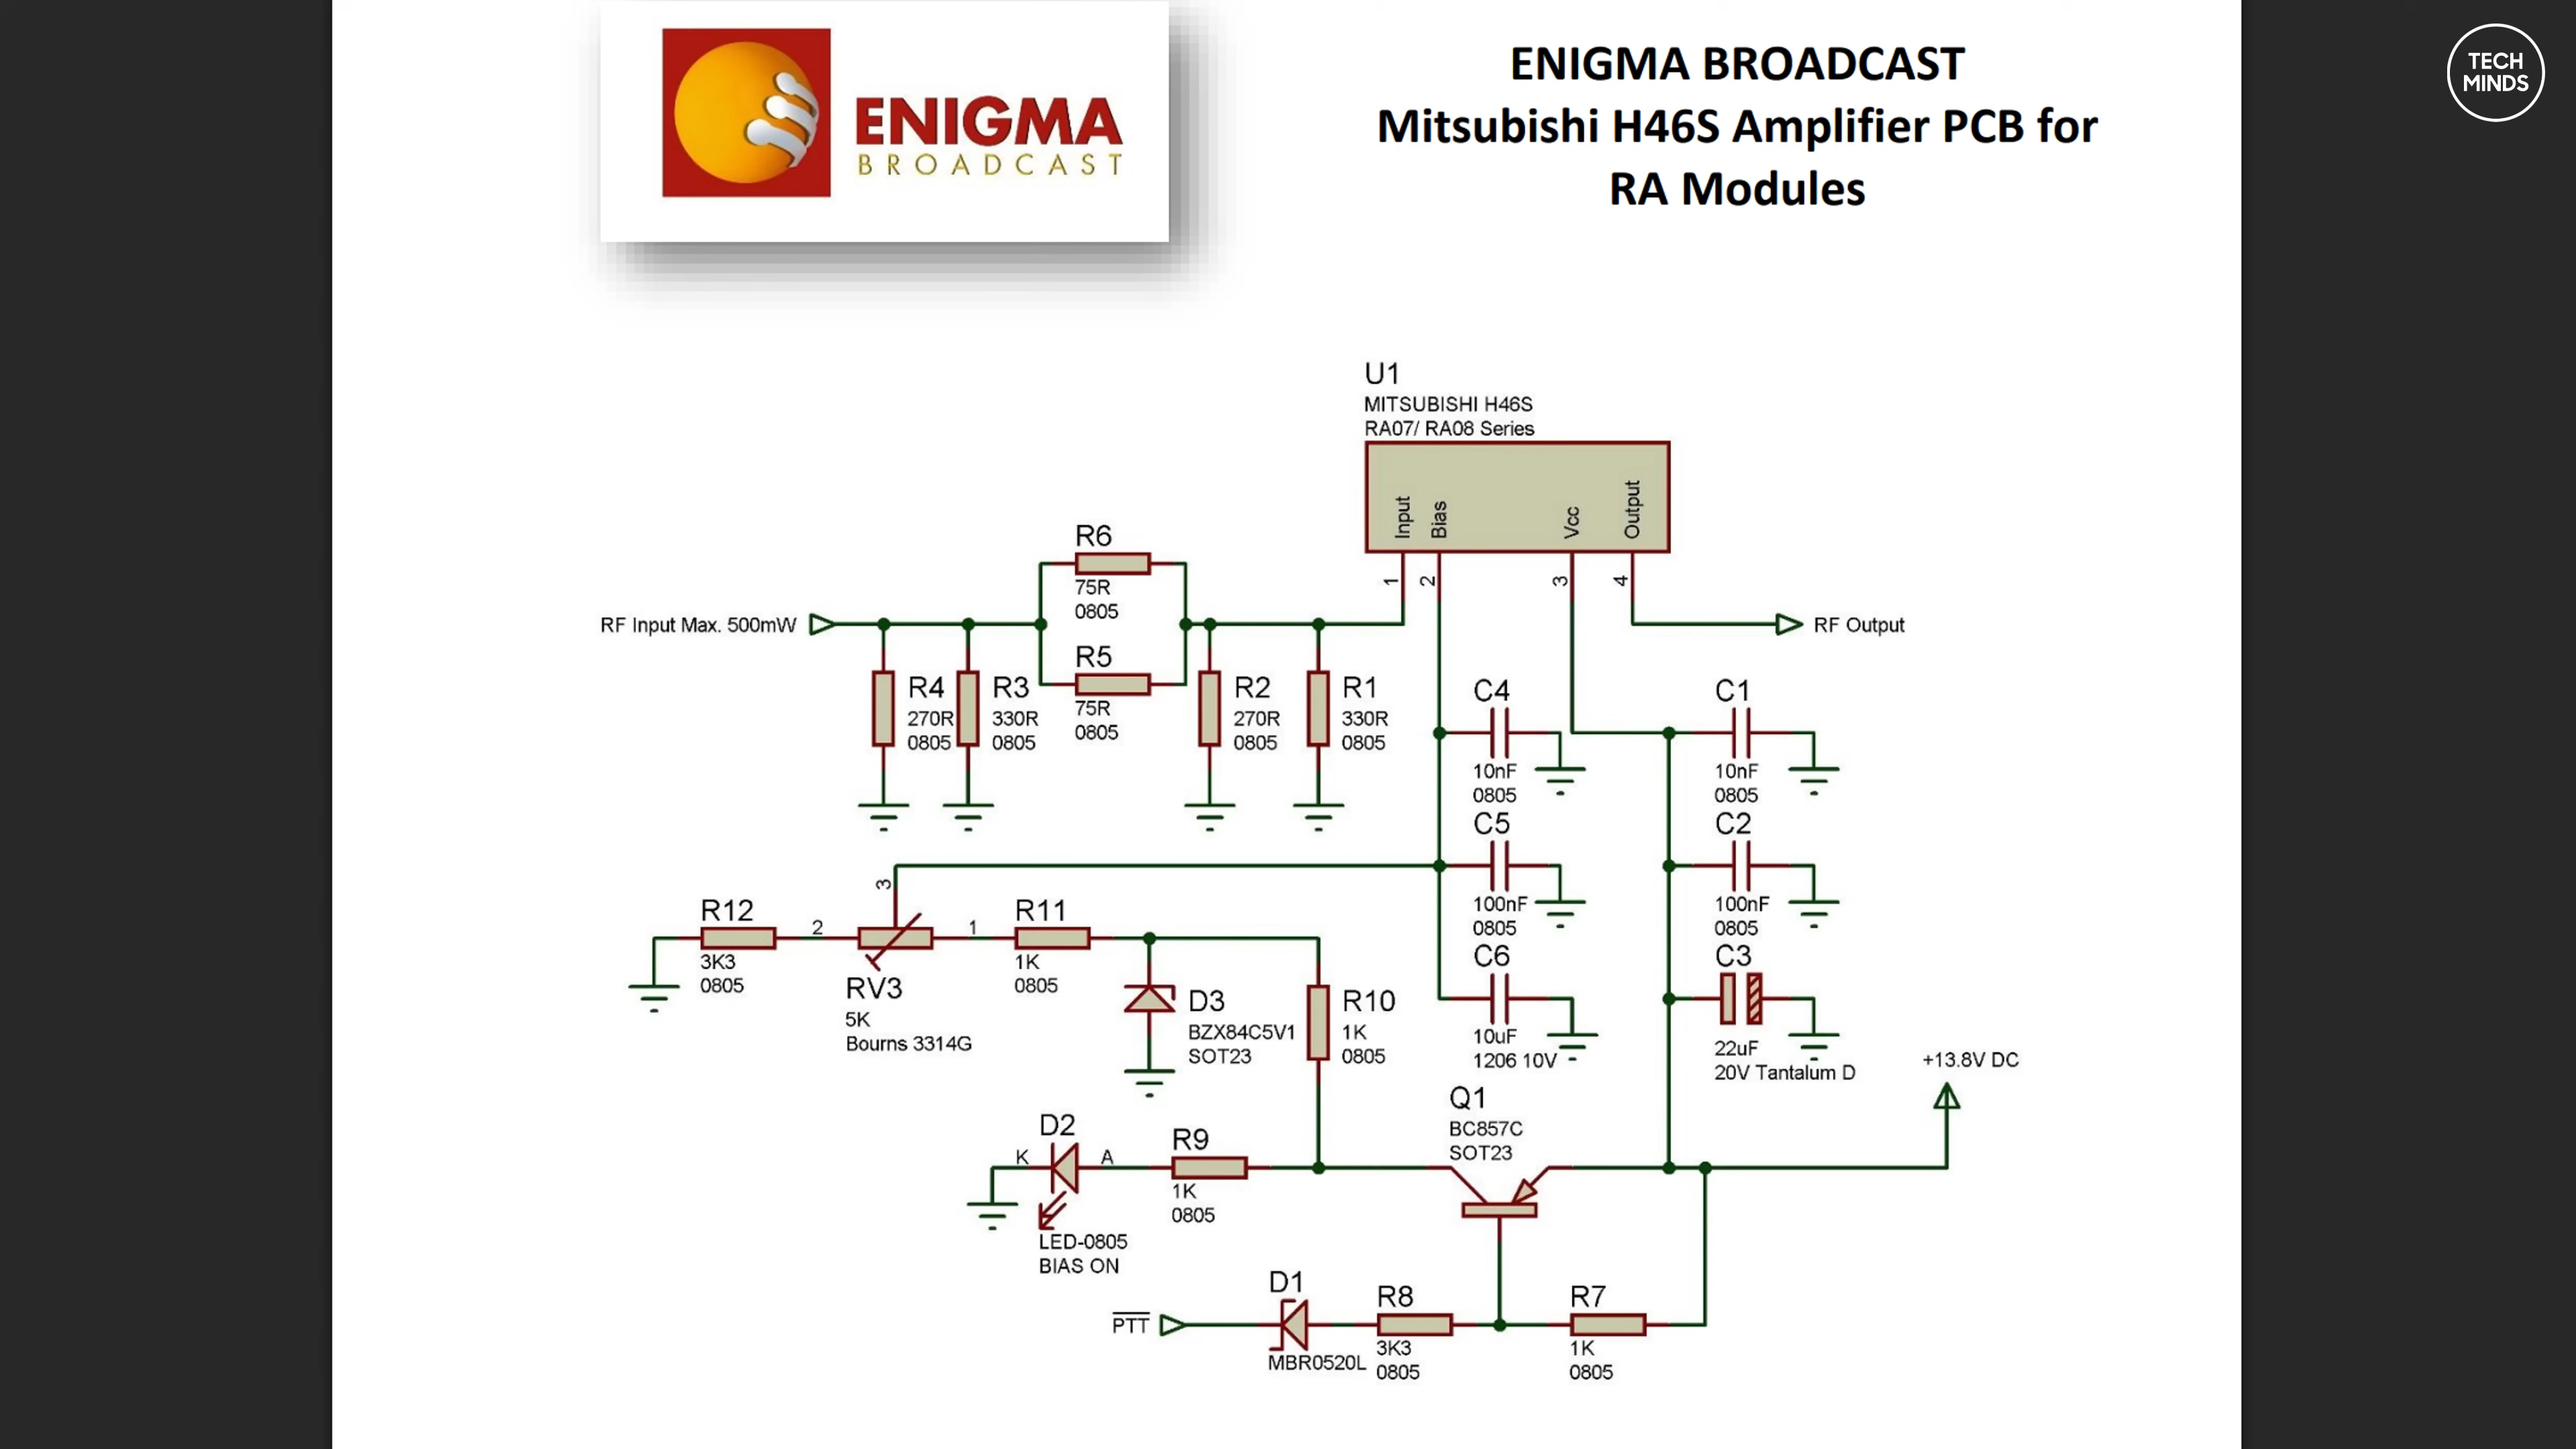 TECH
MINDS
ENIGMA
BROADCAST
ENIGMA BROADCAST
Mitsubishi H46S Amplifier PCB for
RA Modules
U1
MITSUBISHI H46S
RA07/ RA08 Series
Input
Bias
Vcc
Output
1
2
3
4
R6
75R
0805
RF Input Max. 500mW
RF Output
R5
75R
0805
R4
270R
0805
R3
330R
0805
R2
270R
0805
R1
330R
0805
C4
10nF
0805
C1
10nF
0805
C5
100nF
0805
C2
100nF
0805
C6
10uF
1206 10V
C3
22uF
20V Tantalum D
R12
3K3
0805
2
3
1
RV3
5K
Bourns 3314G
R11
1K
0805
D3
BZX84C5V1
SOT23
R10
1K
0805
+13.8V DC
Q1
BC857C
SOT23
D2
K
A
LED-0805
BIAS ON
R9
1K
0805
PTT
D1
MBR0520L
R8
3K3
0805
R7
1K
0805